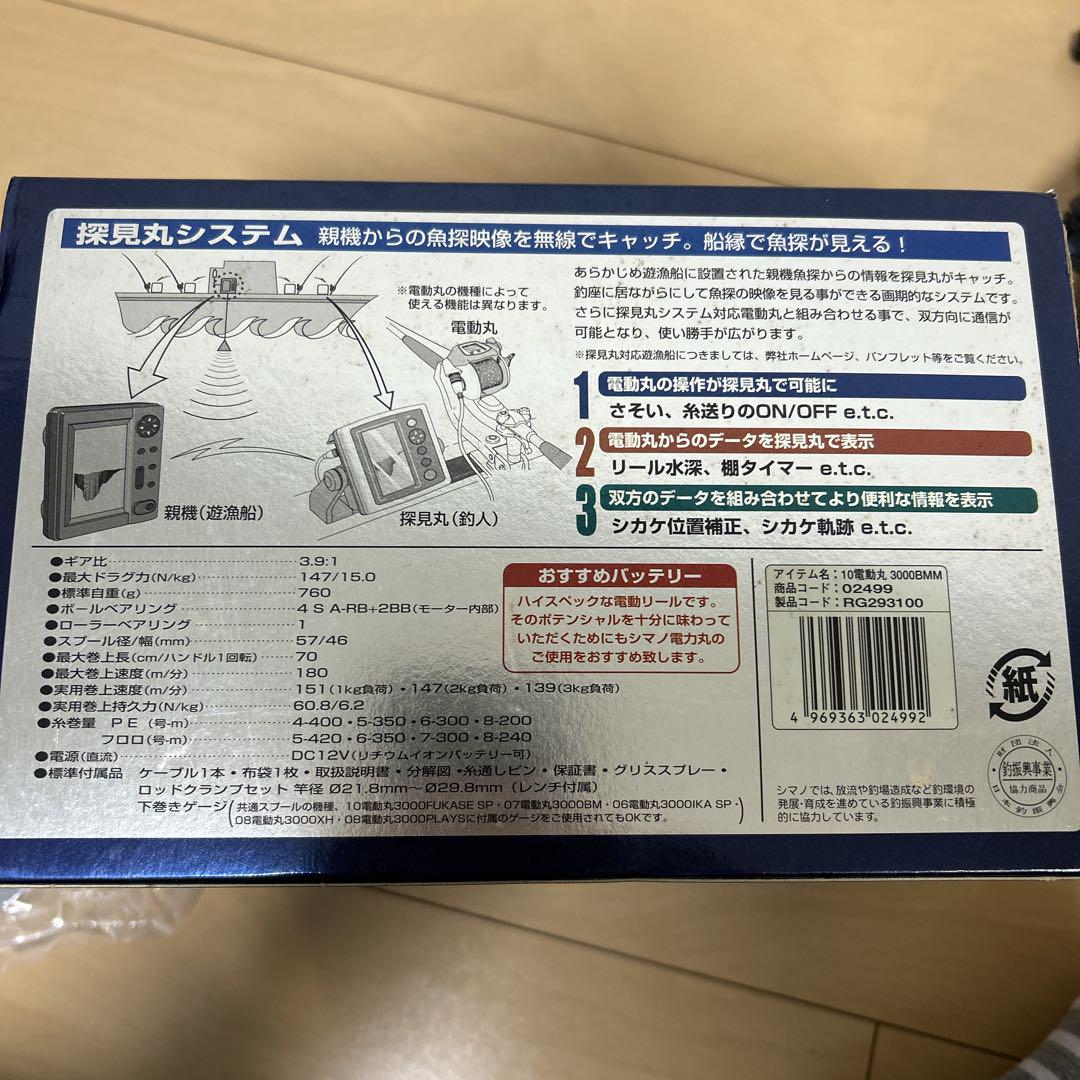 探見丸システム 親機からの魚探映像を無線でキャッチ。船縁で魚探が見える!
※電動丸の機種によって
使える機能は異なります。
電動丸
親機(遊漁船)
探見丸(釣人)
あらかじめ遊漁船に設置された親機魚探からの情報を探見丸がキャッチ。
釣座に居ながらにして魚探の映像を見る事ができる画期的なシステムです。
さらに探見丸システム対応電動丸と組み合わせる事で、双方向に通信が
可能となり、使い勝手が広がります。
※探見丸対応遊漁船につきましては、弊社ホームページ、パンフレット等をご覧ください。
1 電動丸の操作が探見丸で可能に
さそい、糸送りのON/OFF e.t.c.
2 電動丸からのデータを探見丸で表示
リール水深、棚タイマー e.t.c.
3 双方のデータを組み合わせてより便利な情報を表示
シカケ位置補正、シカケ軌跡 e.t.c.
●ギア比 3.9:1
●最大ドラグ力(N/kg) 147/15.0
●標準自重(g) 760
●ボールベアリング 4 S A-RB+2BB(モーター内部)
●ローラーベアリング 1
●スプール径/幅(mm) 57/46
●最大巻上長(cm/ハンドル1回転) 70
●最大巻上速度(m/分) 180
●実用巻上速度(m/分) 151(1kg負荷)・147(2kg負荷)・139(3kg負荷)
●実用巻上持久力(N/kg) 60.8/6.2
●糸巻量 PE(号-m) 4-400・5-350・6-300・8-200
フロロ(号-m) 5-420・6-350・7-300・8-240
●電源(直流) DC12V(リチウムイオンバッテリー可)
●標準付属品 ケーブル1本・布袋1枚・取扱説明書・分解図・糸通しピン・保証書・グリススプレー・
ロッドクランプセット 竿径 Ø21.8mm~Ø29.8mm(レンチ付属)
下巻きゲージ(共通スプールの機種、10電動丸3000FUKASE SP・07電動丸3000BM・06電動丸3000IKA SP・
08電動丸3000XH・08電動丸3000PLAYSに付属のゲージをご使用されてもOKです。)
おすすめバッテリー
ハイスペックな電動リールです。
そのポテンシャルを十分に味わって
いただくためにもシマノ電力丸の
ご使用をおすすめ致します。
アイテム名:10電動丸 3000BMM
商品コード:02499
製品コード:RG293100
4 969363 024992
紙
財団法人
釣振興事業
協力商品
日本釣振興会
シマノでは、放流や釣場造成など釣環境の
発展・育成を進めている釣振興事業に積極
的に協力しています。